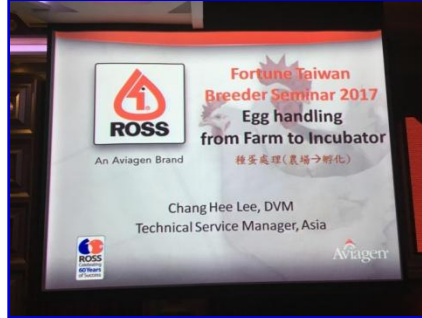 Fortune Taiwan
Breeder Seminar 2017
ROSS
An Aviagen Brand
Egg handling
from Farm to Incubator
種蛋處理(農場→孵化)
Chang Hee Lee, DVM
Technical Service Manager, Asia
ROSS
Celebrating
60 Years
of Success
Aviagen